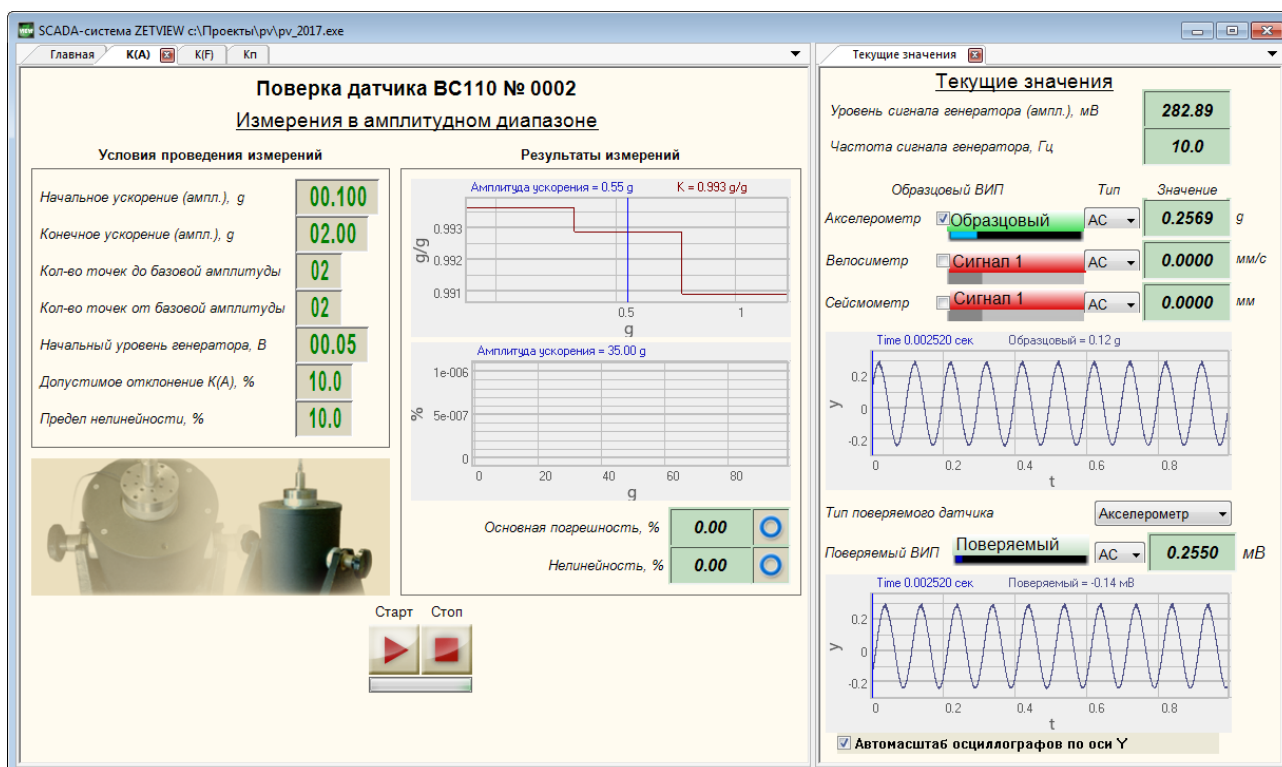 SCADA-система ZETVIEW c:\Проекты\pv\pv_2017.exe
Главная K(A) K(F) Кп
Поверка датчика BC110 № 0002
Измерения в амплитудном диапазоне
Условия проведения измерений
Начальное ускорение (ампл.), g 00.100
Конечное ускорение (ампл.), g 02.00
Кол-во точек до базовой амплитуды 02
Кол-во точек от базовой амплитуды 02
Начальный уровень генератора, В 00.05
Допустимое отклонение K(A), % 10.0
Предел нелинейности, % 10.0
Результаты измерений
Амплитуда ускорения = 0.55 g K = 0.993 g/g
0.993
0.992
0.991
g/g
0.5 1
g
Амплитуда ускорения = 35.00 g
1e-006
5e-007
0
%
0 20 40 60 80
g
Основная погрешность, % 0.00
Нелинейность, % 0.00
Старт Стоп
Текущие значения
Текущие значения
Уровень сигнала генератора (ампл.), мВ 282.89
Частота сигнала генератора, Гц 10.0
Образцовый ВИП Тип Значение
Акселерометр Образцовый AC 0.2569 g
Велосиметр Сигнал 1 AC 0.0000 мм/с
Сейсмометр Сигнал 1 AC 0.0000 мм
Time 0.002520 сек Образцовый = 0.12 g
0.2
0
-0.2
y
0 0.2 0.4 0.6 0.8
t
Тип поверяемого датчика Акселерометр
Поверяемый ВИП Поверяемый AC 0.2550 мВ
Time 0.002520 сек Поверяемый = -0.14 мВ
0.2
0
-0.2
y
0 0.2 0.4 0.6 0.8
t
Автомасштаб осциллографов по оси Y